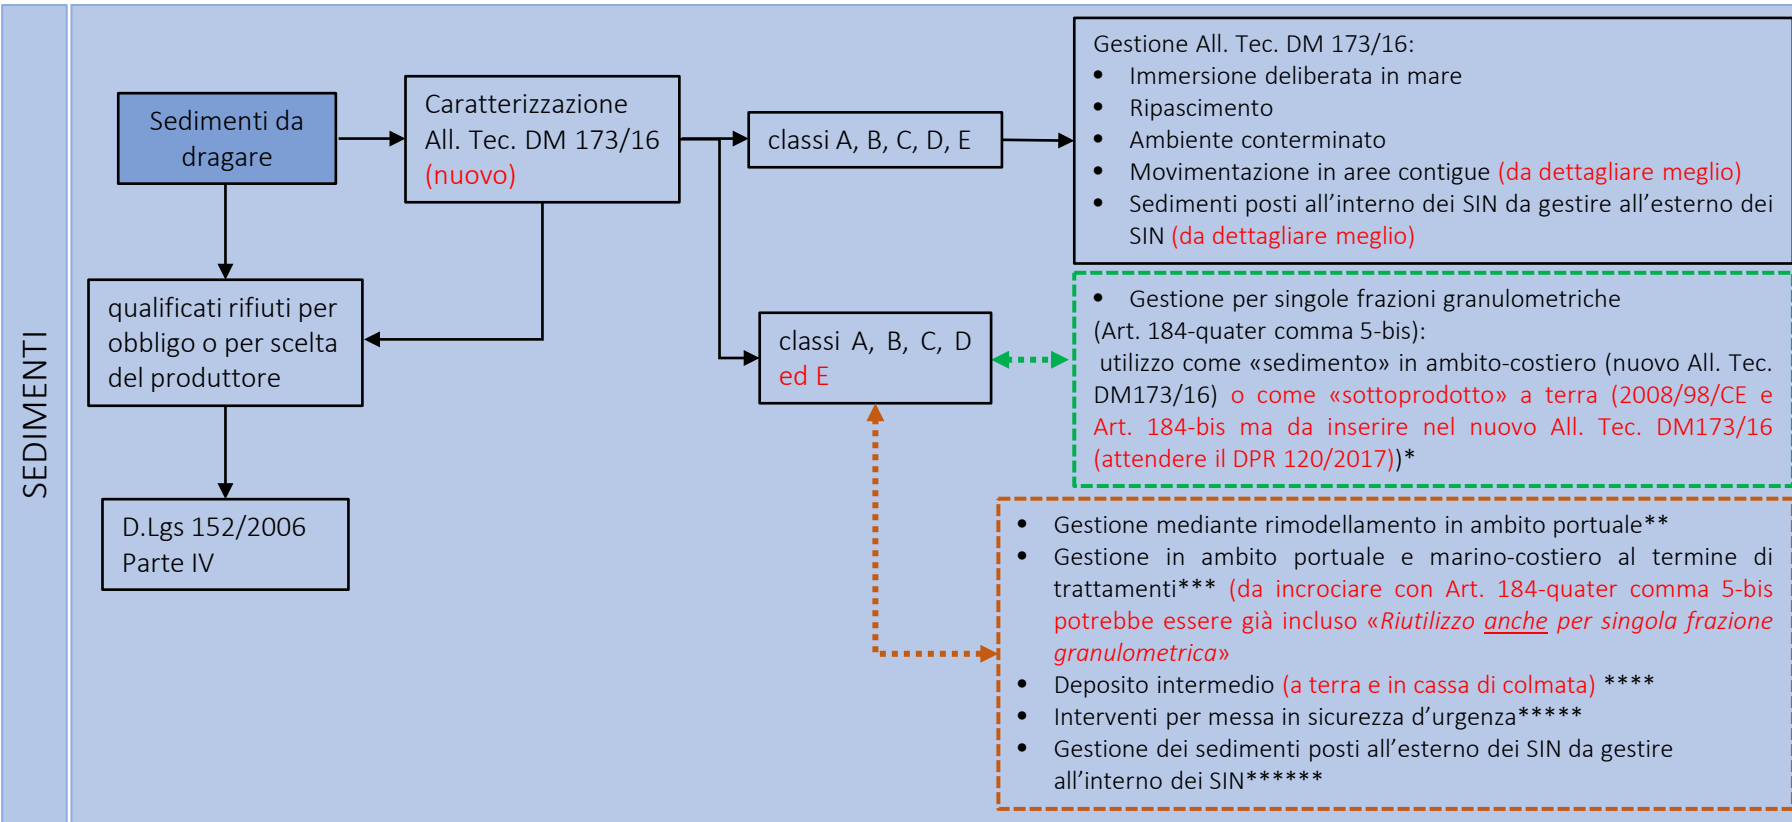 SEDIMENTI
Sedimenti da
dragare
Caratterizzazione
All. Tec. DM 173/16
(nuovo)
classi A, B, C, D, E
Gestione All. Tec. DM 173/16:
• Immersione deliberata in mare
• Ripascimento
• Ambiente conterminato
• Movimentazione in aree contigue (da dettagliare meglio)
• Sedimenti posti all’interno dei SIN da gestire all’esterno dei
SIN (da dettagliare meglio)
qualificati rifiuti per
obbligo o per scelta
del produttore
classi A, B, C, D
ed E
• Gestione per singole frazioni granulometriche
(Art. 184-quater comma 5-bis):
utilizzo come «sedimento» in ambito-costiero (nuovo All. Tec.
DM173/16) o come «sottoprodotto» a terra (2008/98/CE e
Art. 184-bis ma da inserire nel nuovo All. Tec. DM173/16
(attendere il DPR 120/2017))*
D.Lgs 152/2006
Parte IV
• Gestione mediante rimodellamento in ambito portuale**
• Gestione in ambito portuale e marino-costiero al termine di
trattamenti*** (da incrociare con Art. 184-quater comma 5-bis
potrebbe essere già incluso «Riutilizzo anche per singola frazione
granulometrica»
• Deposito intermedio (a terra e in cassa di colmata) ****
• Interventi per messa in sicurezza d’urgenza*****
• Gestione dei sedimenti posti all’esterno dei SIN da gestire
all’interno dei SIN******